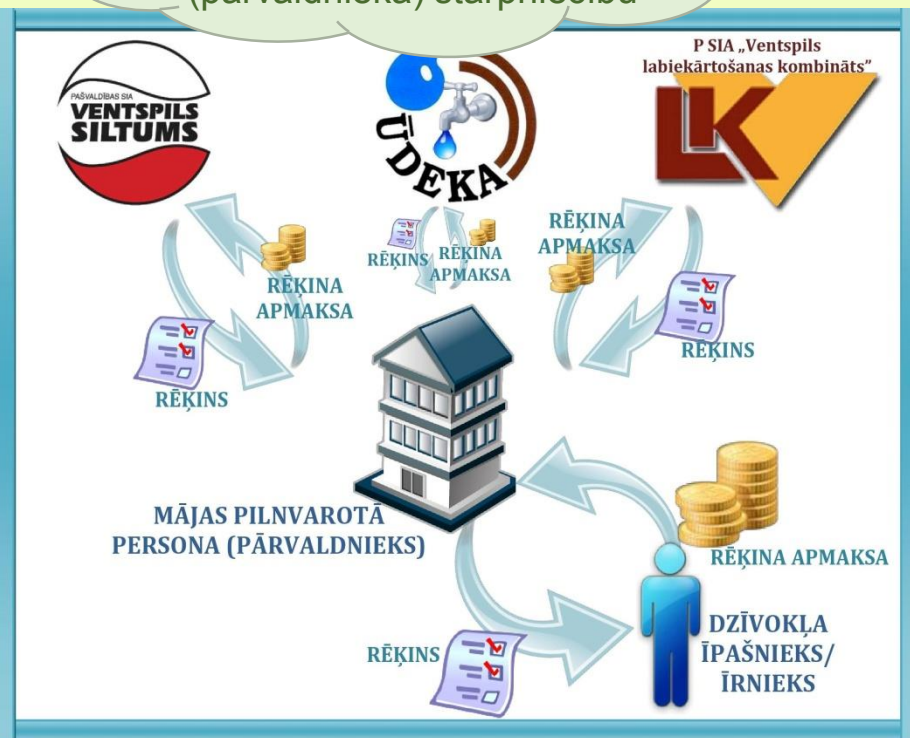 (pārvaldnieka) starpniecību
P SIA „Ventspils
labiekārtošanas kombināts”
PAŠVALDĪBAS SIA
VENTSPILS
SILTUMS
ŪDEKA
LK
RĒĶINA
APMAKSA
RĒĶINS
RĒĶINS
RĒĶINA
APMAKSA
RĒĶINA
APMAKSA
RĒĶINS
MĀJAS PILNVAROTĀ
PERSONA (PĀRVALDNIEKS)
RĒĶINA APMAKSA
RĒĶINS
DZĪVOKĻA
ĪPAŠNIEKS/
ĪRNIEKS